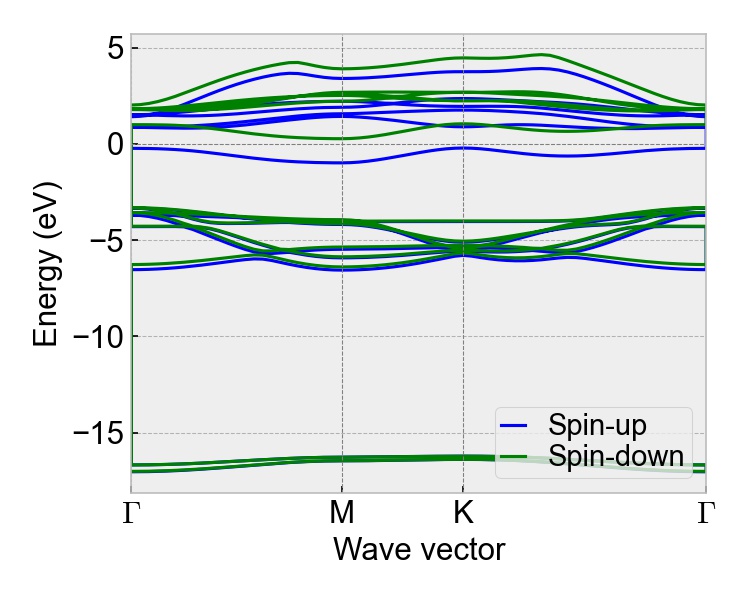 5
0
−5
−10
−15
Energy (eV)
Spin-up
Spin-down
Γ M K Γ
Wave vector